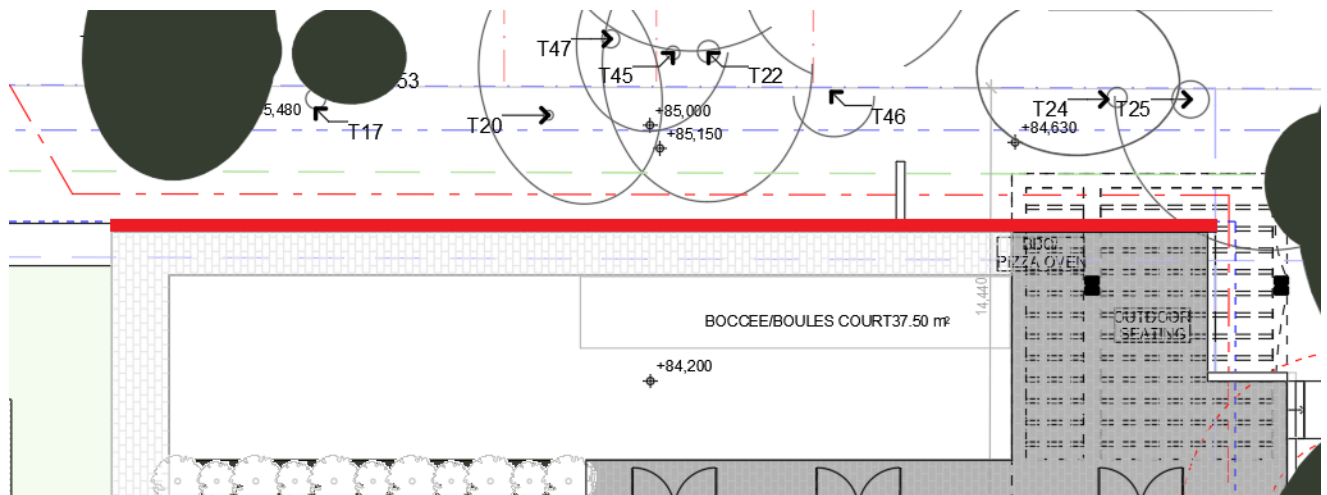 T47
T45
T22
53
5,480
T17
T20
+85,000
+85,150
T46
T24
T25
+84,630
PIZZA OVEN
14,440
BOCCEE/BOULES COURT37.50 m²
OUTDOOR
SEATING
+84,200